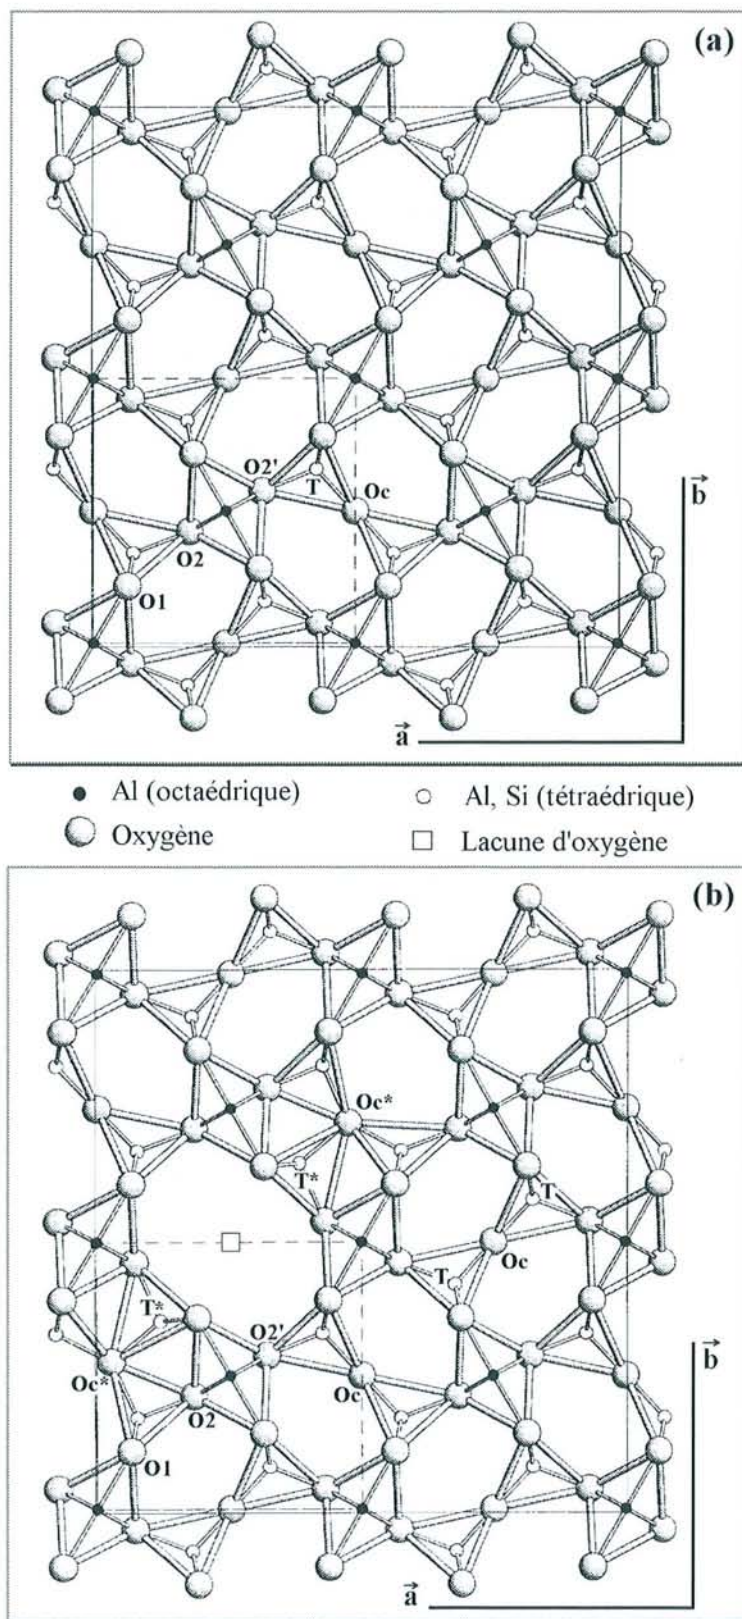 (a)
O2'
T
Oc
b
O2
O1
a
Al (octaédrique)
Al, Si (tétraédrique)
Oxygène
Lacune d'oxygène
(b)
Oc*
T*
T
Oc
T
T*
O2'
b
Oc*
Oc
O2
O1
a